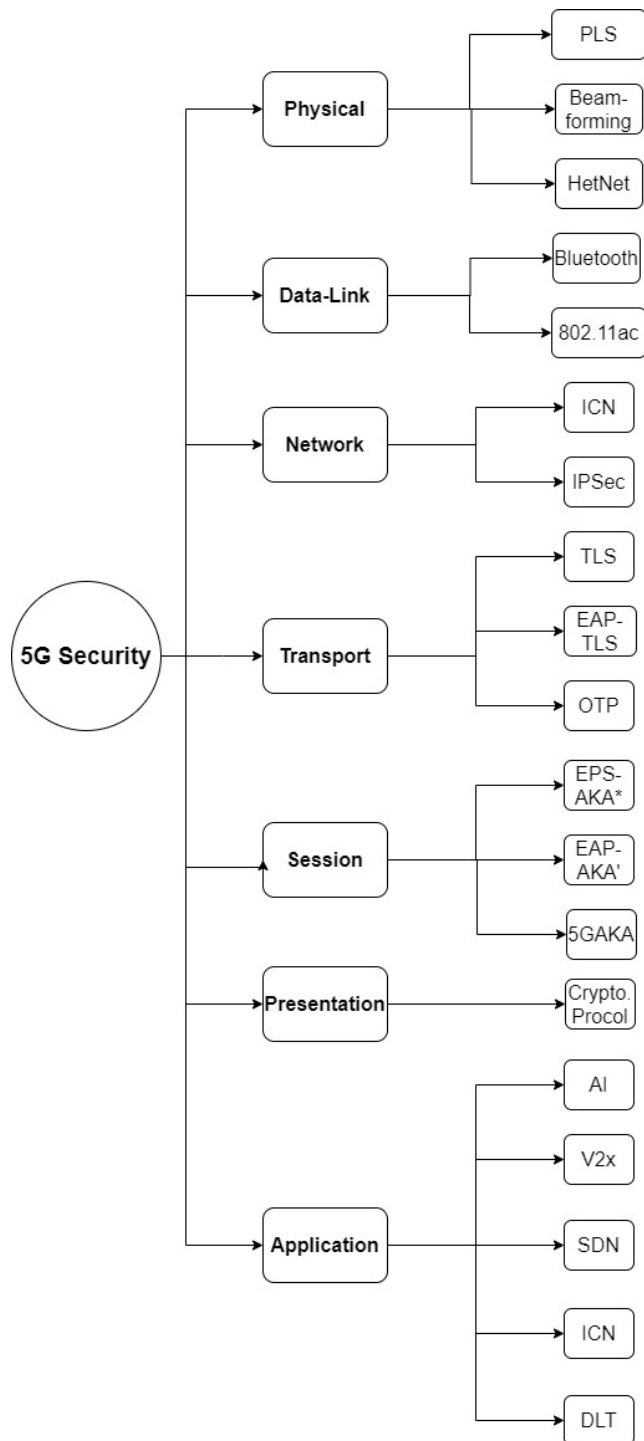 PLS
Physical
Beam-
forming
HetNet
Bluetooth
Data-Link
802.11ac
ICN
Network
IPSec
TLS
EAP-
TLS
5G Security
Transport
OTP
EPS-
AKA*
Session
EAP-
AKA'
5GAKA
Presentation
Crypto.
Procol
AI
V2x
Application
SDN
ICN
DLT